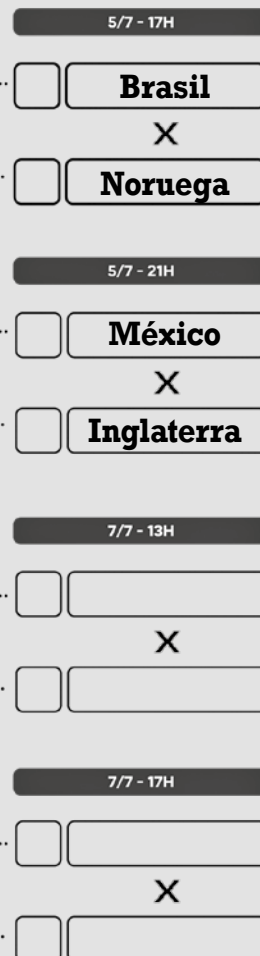 5/7 - 17H
Brasil
X
Noruega
5/7 - 21H
México
X
Inglaterra
7/7 - 13H
X
7/7 - 17H
X